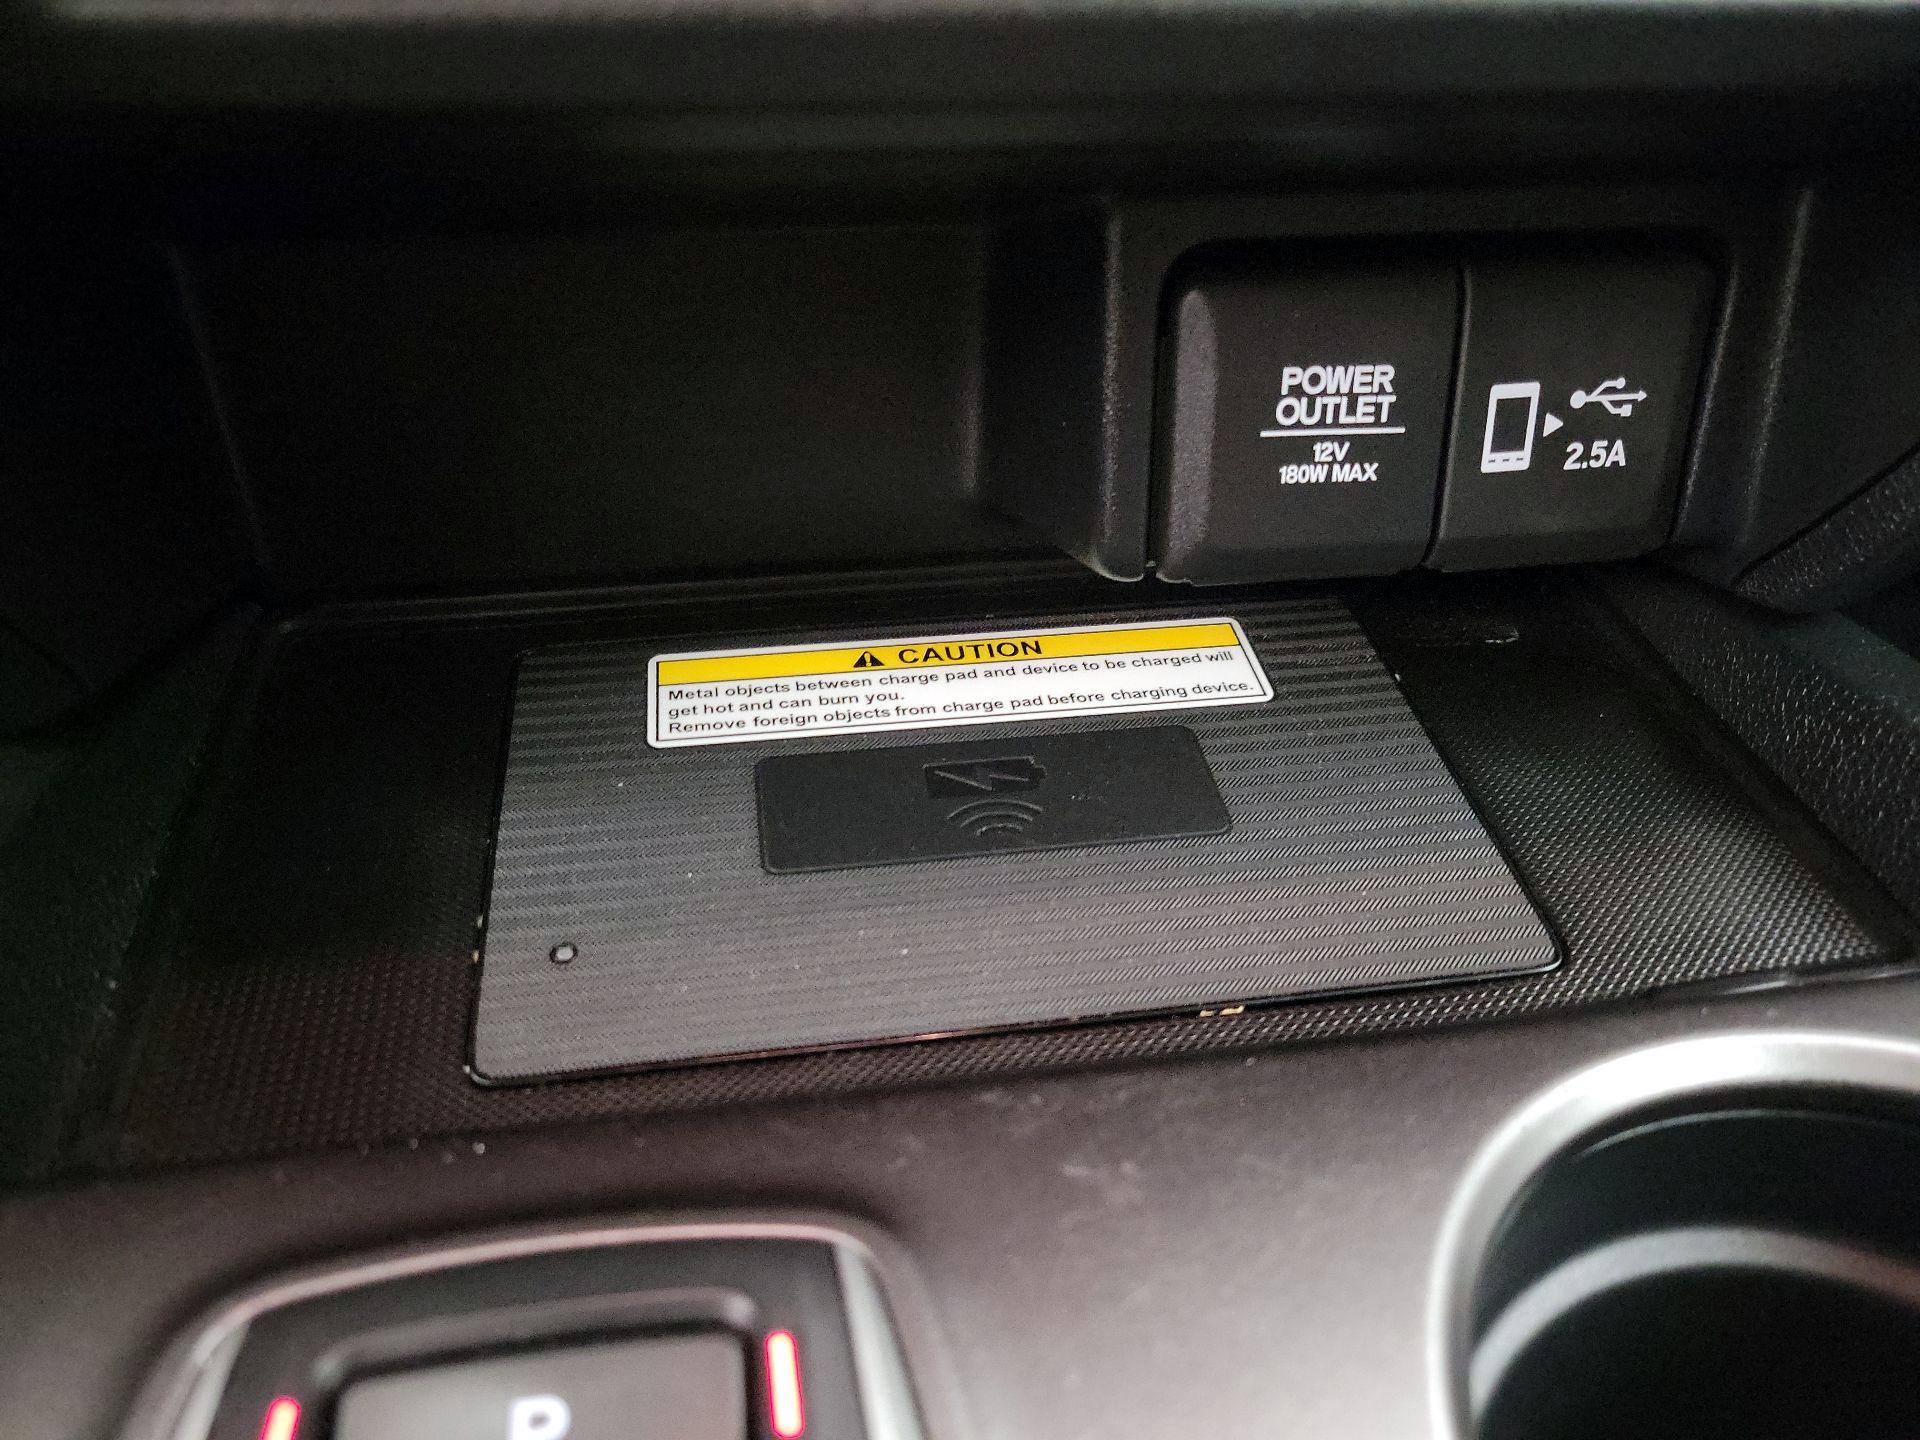 POWER
OUTLET
12V
180W MAX
2.5A
CAUTION
Metal objects between charge pad and device to be charged will
get hot and can burn you.
Remove foreign objects from charge pad before charging device.
P